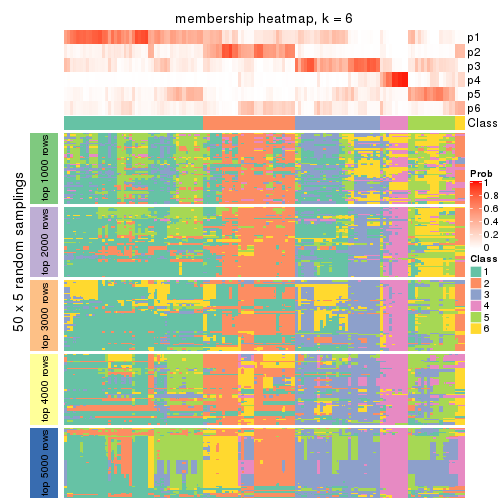 membership heatmap, k = 6
p1
p2
p3
p4
p5
p6
Class
50 x 5 random samplings
top 1000 rows
top 2000 rows
top 3000 rows
top 4000 rows
top 5000 rows
Prob
1
0.8
0.6
0.4
0.2
0
Class
1
2
3
4
5
6